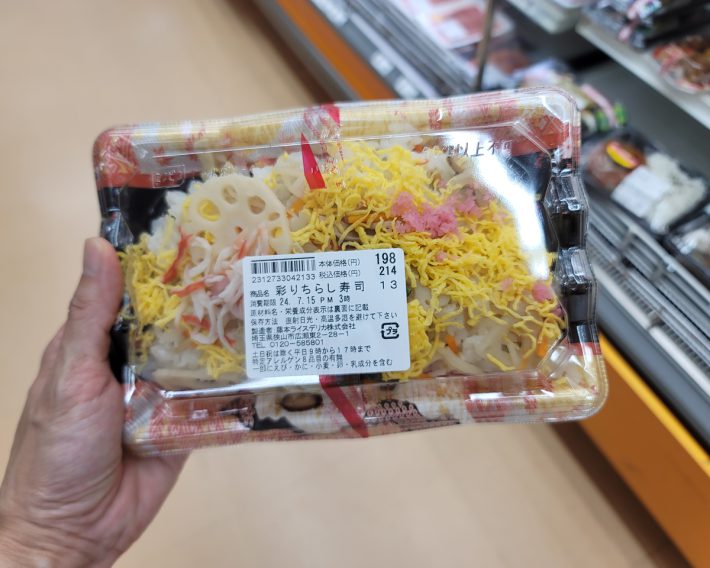 以上不
本体価格(円) 198
2312733042133 税込価格(円) 214
商品名 彩りちらし寿司 13
消費期限 24. 7.15 PM 3時
原材料名・栄養成分表示は裏面に記載
保存方法 直射日光・高温多湿を避けて下さい
製造者:藤本ライスデリカ株式会社
埼玉県狭山市広瀬東2-28-1
TEL 0120-585801
土日祝は除く平日9時から17時まで
特定アレルゲン8品目の有無
一部にえび・かに・小麦・卵・乳成分を含む
プラ